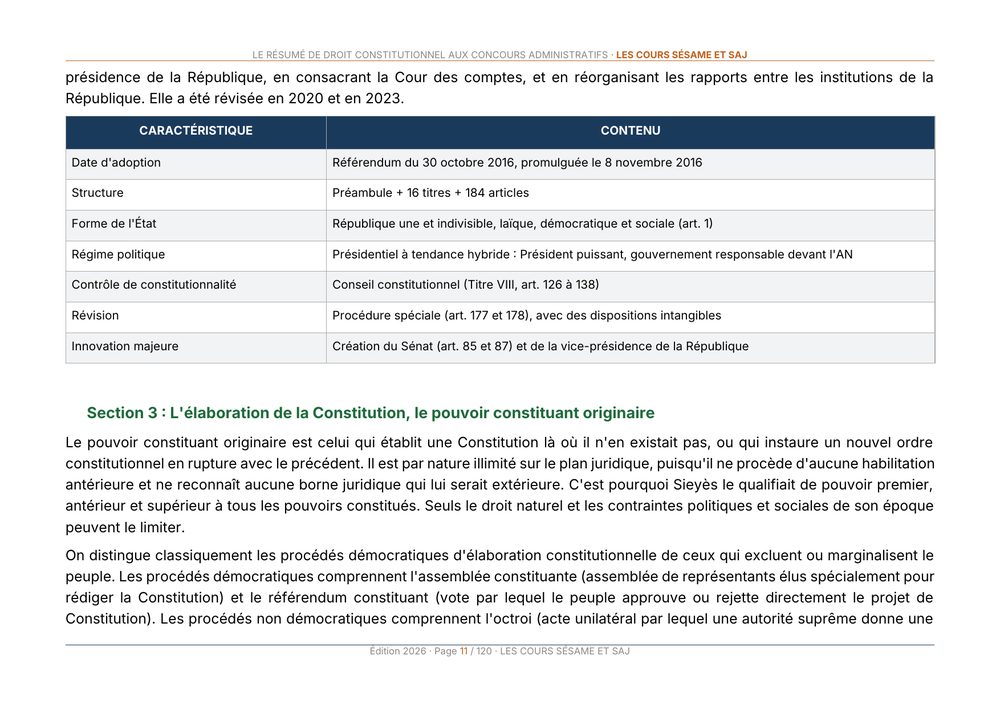 LE RÉSUMÉ DE DROIT CONSTITUTIONNEL AUX CONCOURS ADMINISTRATIFS · LES COURS SÉSAME ET SAJ
présidence de la République, en consacrant la Cour des comptes, et en réorganisant les rapports entre les institutions de la
République. Elle a été révisée en 2020 et en 2023.
CARACTÉRISTIQUE CONTENU
Date d'adoption Référendum du 30 octobre 2016, promulguée le 8 novembre 2016
Structure Préambule + 16 titres + 184 articles
Forme de l'État République une et indivisible, laïque, démocratique et sociale (art. 1)
Régime politique Présidentiel à tendance hybride : Président puissant, gouvernement responsable devant l'AN
Contrôle de constitutionnalité Conseil constitutionnel (Titre VIII, art. 126 à 138)
Révision Procédure spéciale (art. 177 et 178), avec des dispositions intangibles
Innovation majeure Création du Sénat (art. 85 et 87) et de la vice-présidence de la République
Section 3 : L'élaboration de la Constitution, le pouvoir constituant originaire
Le pouvoir constituant originaire est celui qui établit une Constitution là où il n'en existait pas, ou qui instaure un nouvel ordre
constitutionnel en rupture avec le précédent. Il est par nature illimité sur le plan juridique, puisqu'il ne procède d'aucune habilitation
antérieure et ne reconnaît aucune borne juridique qui lui serait extérieure. C'est pourquoi Sieyès le qualifiait de pouvoir premier,
antérieur et supérieur à tous les pouvoirs constitués. Seuls le droit naturel et les contraintes politiques et sociales de son époque
peuvent le limiter.
On distingue classiquement les procédés démocratiques d'élaboration constitutionnelle de ceux qui excluent ou marginalisent le
peuple. Les procédés démocratiques comprennent l'assemblée constituante (assemblée de représentants élus spécialement pour
rédiger la Constitution) et le référendum constituant (vote par lequel le peuple approuve ou rejette directement le projet de
Constitution). Les procédés non démocratiques comprennent l'octroi (acte unilatéral par lequel une autorité suprême donne une
Édition 2026 · Page 11 / 120 · LES COURS SÉSAME ET SAJ